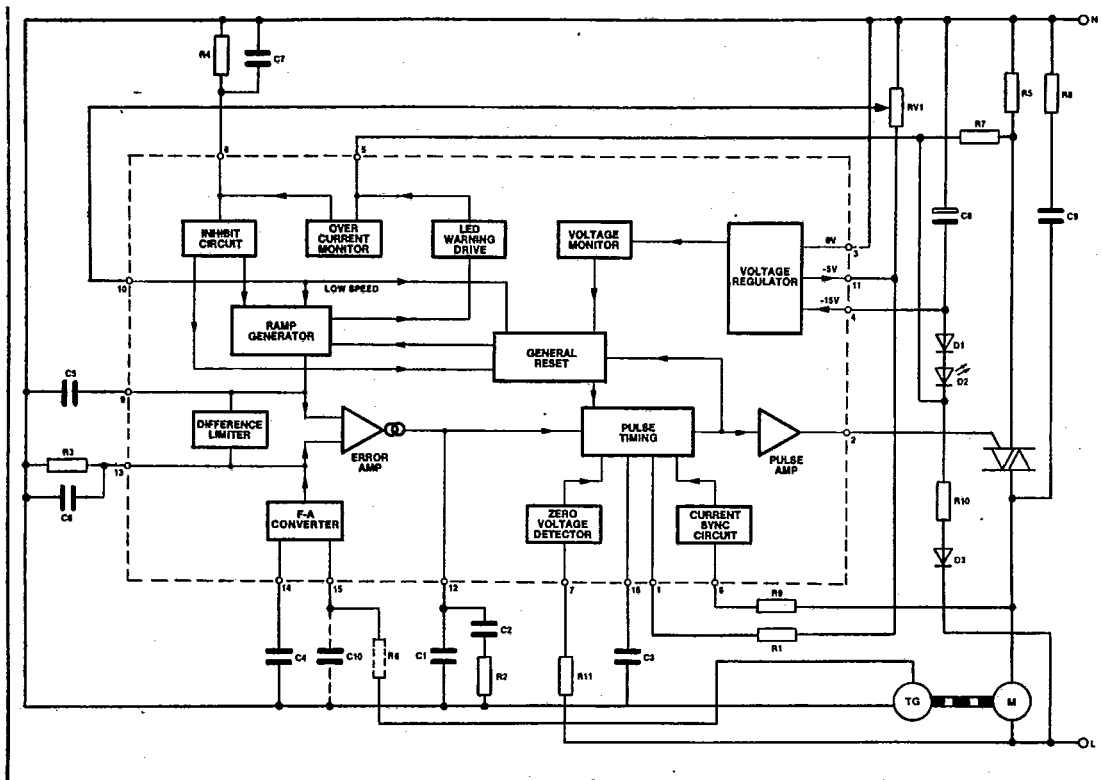 N
R4
C7
RV1
R5
R8
R7
C8
C9
5
INHIBIT
CIRCUIT
OVER
CURRENT
MONITOR
LED
WARNING
DRIVE
VOLTAGE
MONITOR
VOLTAGE
REGULATOR
0V
3
-5V
11
-15V
4
10
LOW SPEED
RAMP
GENERATOR
GENERAL
RESET
D1
D2
C5
9
DIFFERENCE
LIMITER
ERROR
AMP
PULSE
TIMING
PULSE
AMP
2
R3
13
C6
F-A
CONVERTER
ZERO
VOLTAGE
DETECTOR
CURRENT
SYNC
CIRCUIT
R10
D3
14
15
12
7
16
1
6
R9
R1
C4
C10
R6
C1
C2
R2
R11
C3
TG
M
L